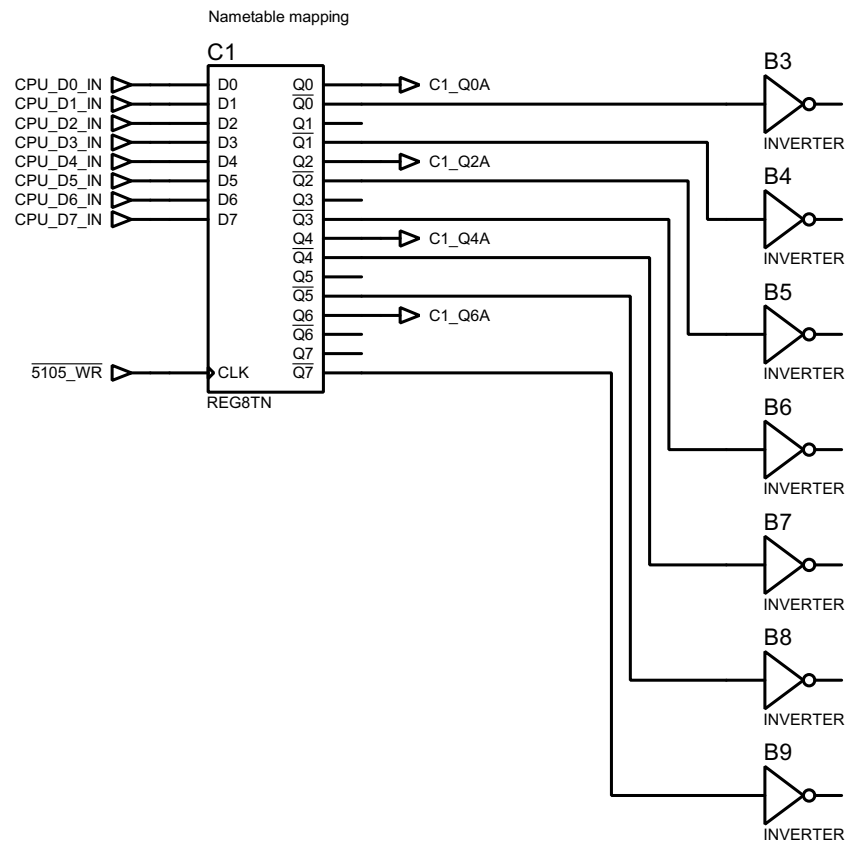 Nametable mapping
C1
CPU_D0_IN
CPU_D1_IN
CPU_D2_IN
CPU_D3_IN
CPU_D4_IN
CPU_D5_IN
CPU_D6_IN
CPU_D7_IN
5105_WR
D0
D1
D2
D3
D4
D5
D6
D7
CLK
Q0
Q0
Q1
Q1
Q2
Q2
Q3
Q3
Q4
Q4
Q5
Q5
Q6
Q6
Q7
Q7
REG8TN
C1_Q0A
C1_Q2A
C1_Q4A
C1_Q6A
B3
INVERTER
B4
INVERTER
B5
INVERTER
B6
INVERTER
B7
INVERTER
B8
INVERTER
B9
INVERTER